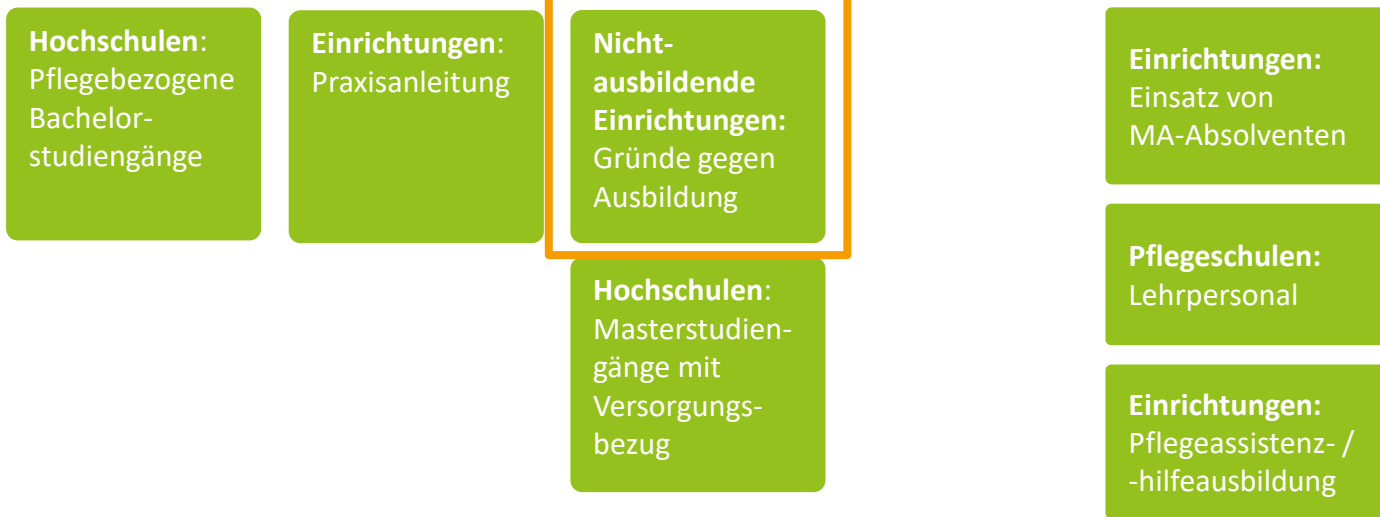 Hochschulen:
Pflegebezogene
Bachelor-
studiengänge
Einrichtungen:
Praxisanleitung
Nicht-
ausbildende
Einrichtungen:
Gründe gegen
Ausbildung
Hochschulen:
Masterstudien-
gänge mit
Versorgungs-
bezug
Einrichtungen:
Einsatz von
MA-Absolventen
Pflegeschulen:
Lehrpersonal
Einrichtungen:
Pflegeassistenz- /
-hilfeausbildung